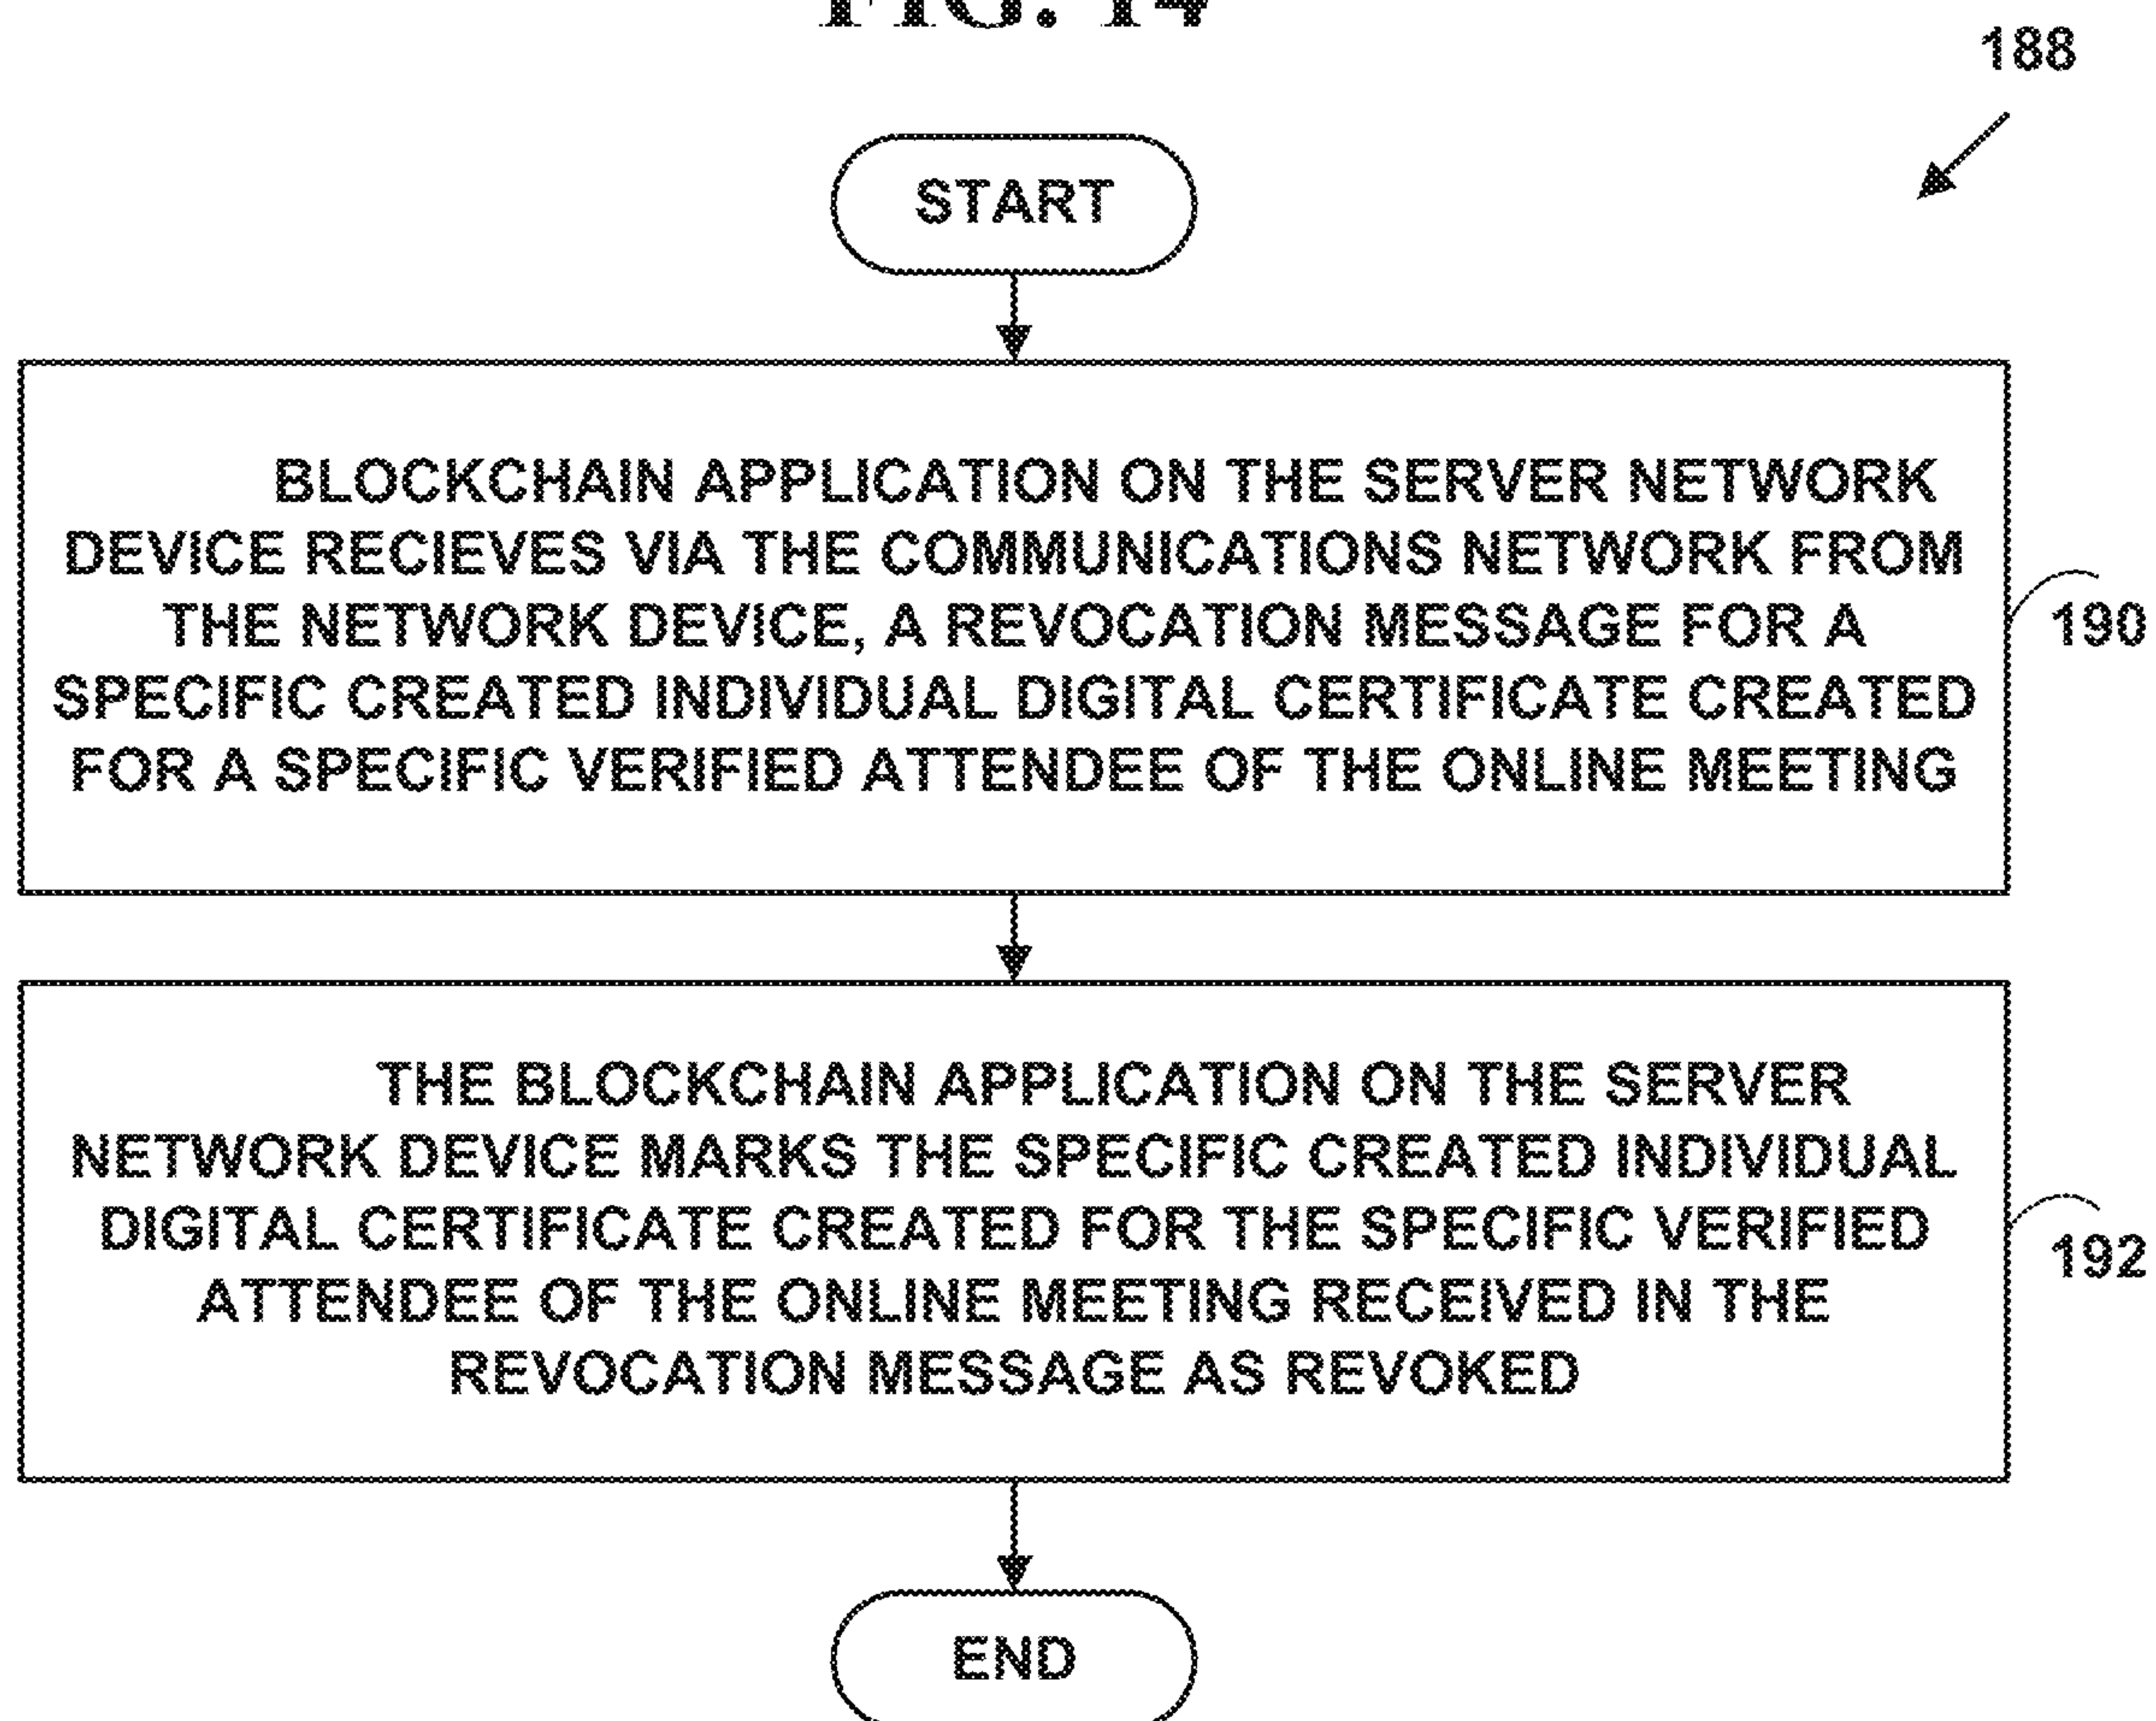 FIG. 14
188
START
BLOCKCHAIN APPLICATION ON THE SERVER NETWORK
DEVICE RECIEVES VIA THE COMMUNICATIONS NETWORK FROM
THE NETWORK DEVICE, A REVOCATION MESSAGE FOR A
SPECIFIC CREATED INDIVIDUAL DIGITAL CERTIFICATE CREATED
FOR A SPECIFIC VERIFIED ATTENDEE OF THE ONLINE MEETING
190
THE BLOCKCHAIN APPLICATION ON THE SERVER
NETWORK DEVICE MARKS THE SPECIFIC CREATED INDIVIDUAL
DIGITAL CERTIFICATE CREATED FOR THE SPECIFIC VERIFIED
ATTENDEE OF THE ONLINE MEETING RECEIVED IN THE
REVOCATION MESSAGE AS REVOKED
192
END